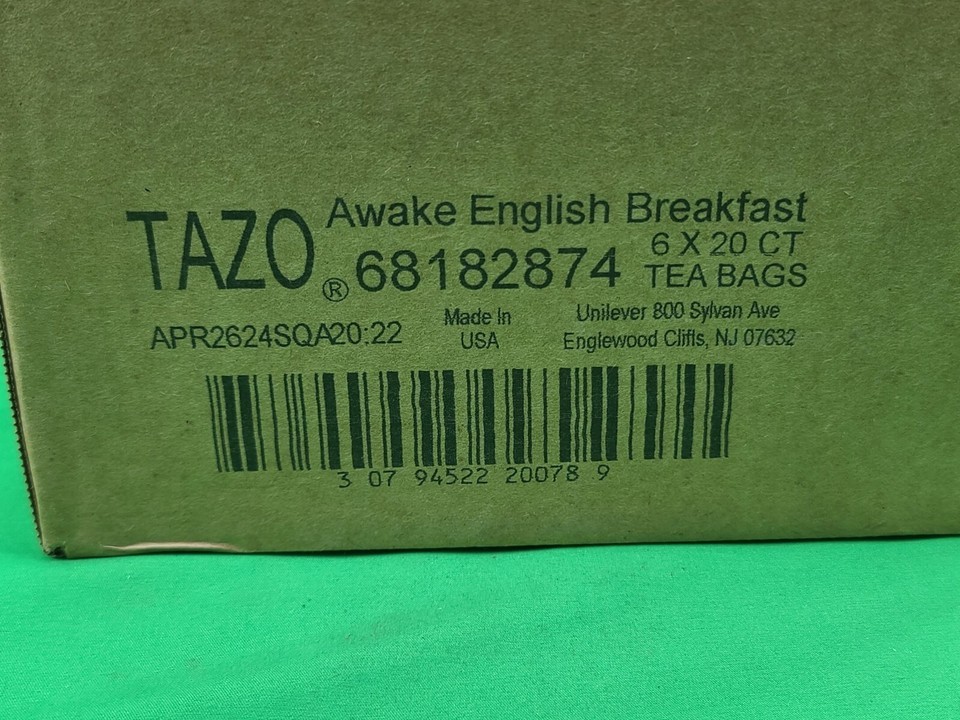 TAZO® Awake English Breakfast
68182874 6 X 20 CT
TEA BAGS
APR2624SQA20:22
Made In
USA
Unilever 800 Sylvan Ave
Englewood Cliffs, NJ 07632
3 07 94522 20078 9